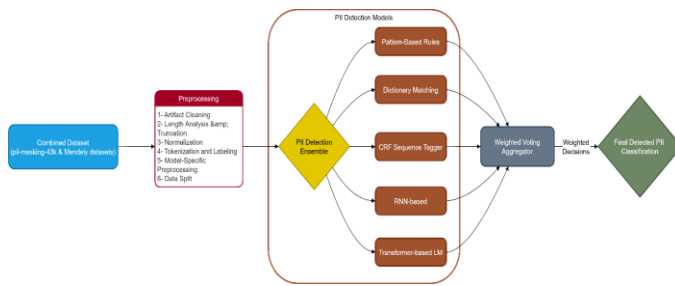 PII Detection Models
Pattern-Based Rules
Preprocessing
1- Artifact Cleaning
2- Length Analysis &amp;
Truncation
3- Normalization
4- Tokenization and Labeling
5- Model-Specific
Preprocessing
6- Data Split
Dictionary Matching
Combined Dataset
(pii-masking-43k & Mendely datasets)
PII Detection
Ensemble
CRF Sequence Tagger
Weighted Voting
Aggregator
Weighted
Decisions
Final Detected PII
Classification
RNN-based
Transformer-based LM